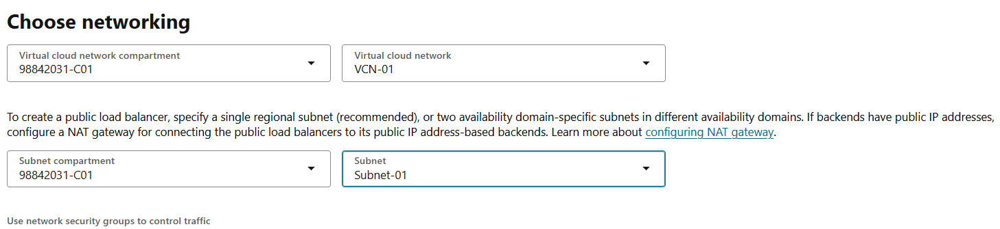 Choose networking
Virtual cloud network compartment
98842031-C01
Virtual cloud network
VCN-01
To create a public load balancer, specify a single regional subnet (recommended), or two availability domain-specific subnets in different availability domains. If backends have public IP addresses,
configure a NAT gateway for connecting the public load balancers to its public IP address-based backends. Learn more about configuring NAT gateway.
Subnet compartment
98842031-C01
Subnet
Subnet-01
Use network security groups to control traffic